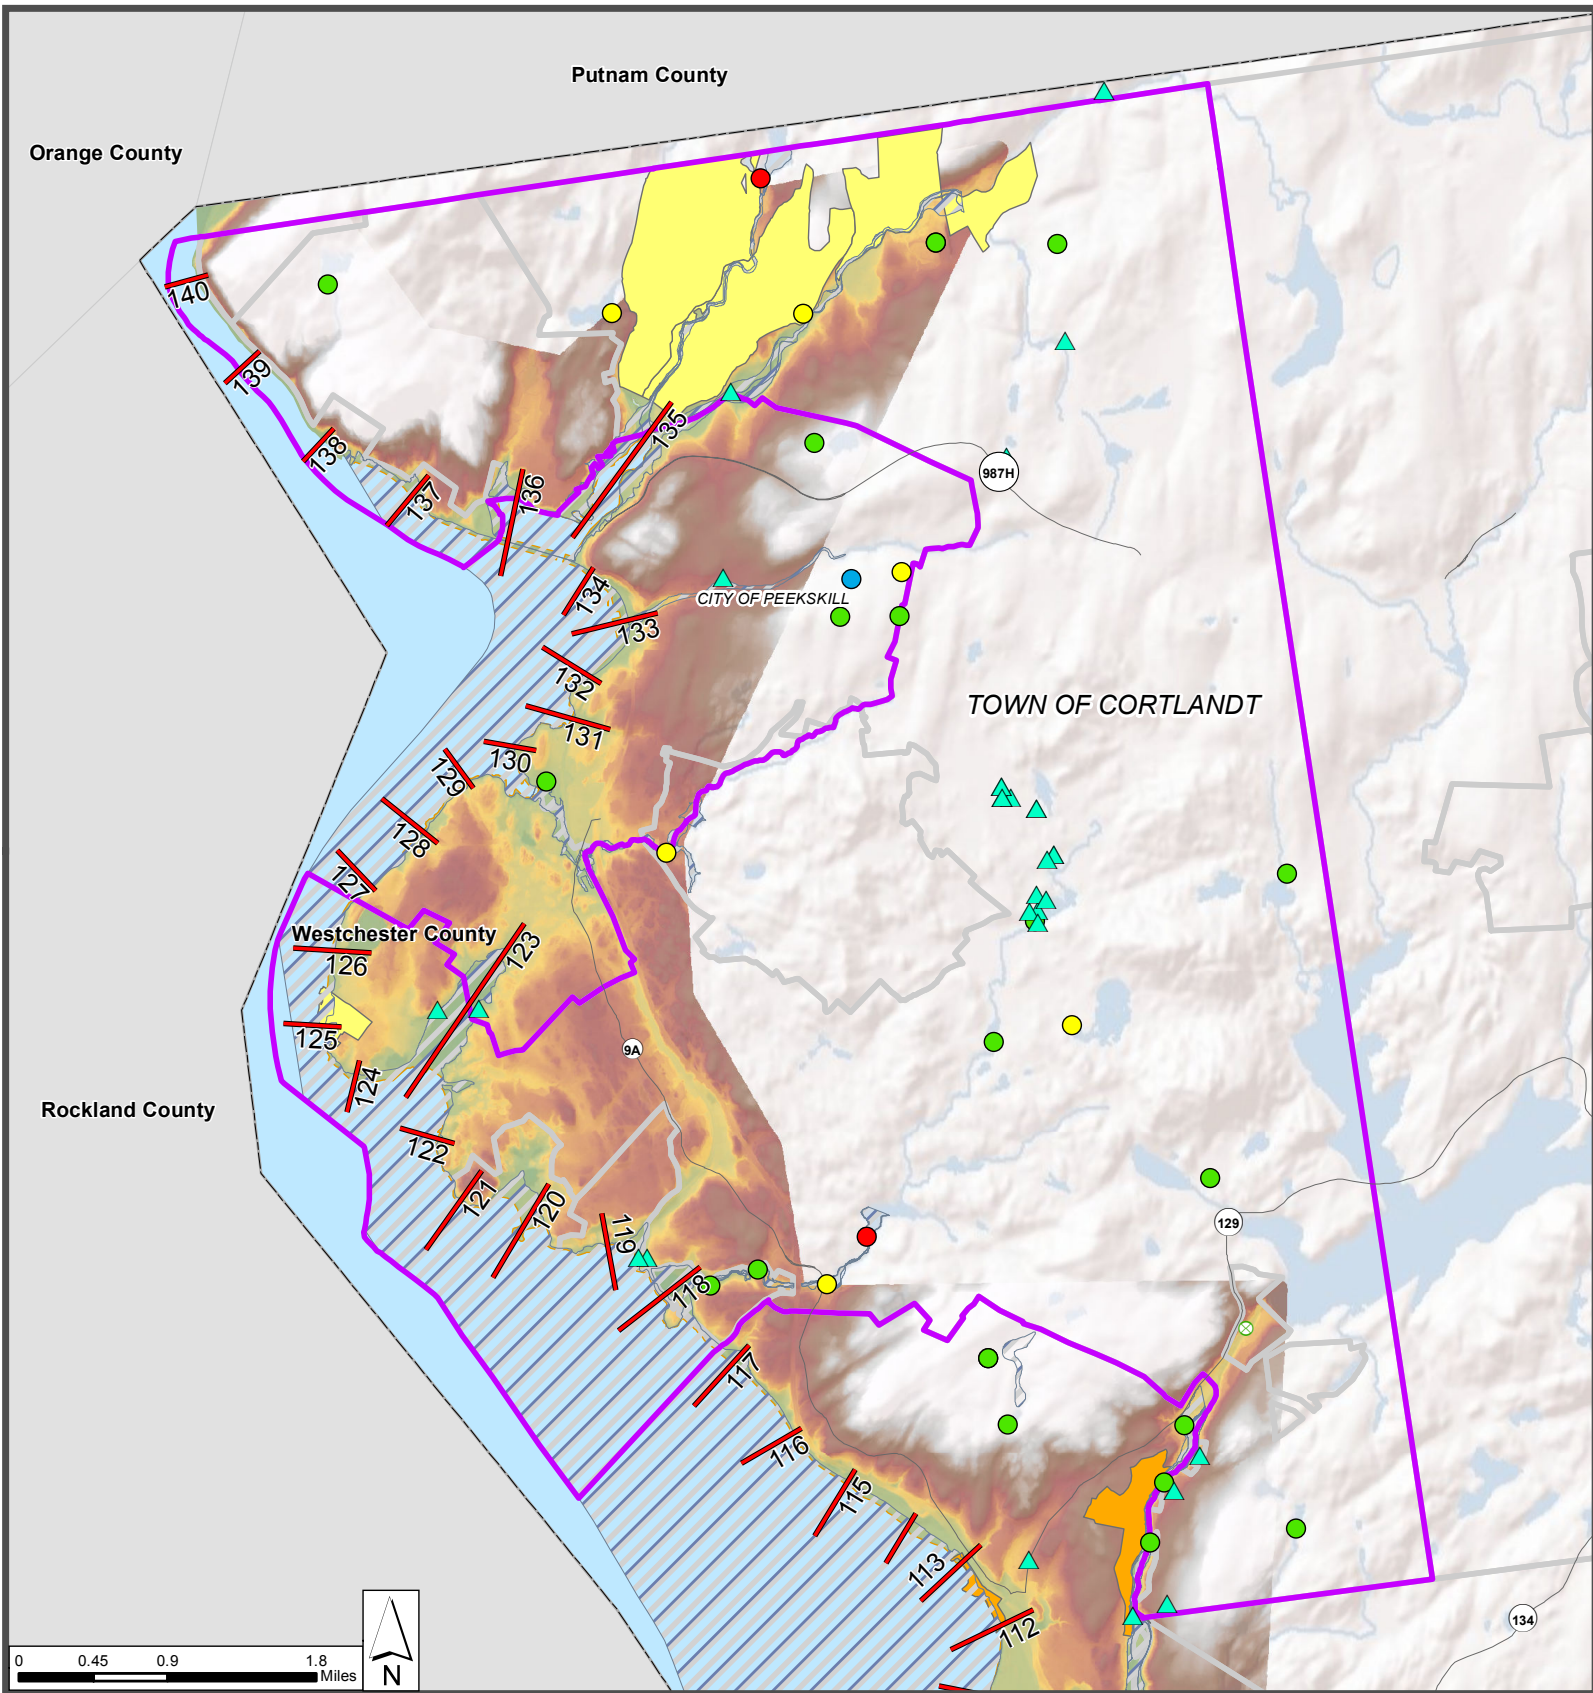 Putnam County
Orange County
140
139
138
137
136
135
987H
134
CITY OF PEEKSKILL
133
132
131
TOWN OF CORTLANDT
130
129
128
127
Westchester County
126
123
125
9A
124
Rockland County
122
121
120
119
129
118
117
116
115
113
112
134
0 0.45 0.9 1.8
Miles
N